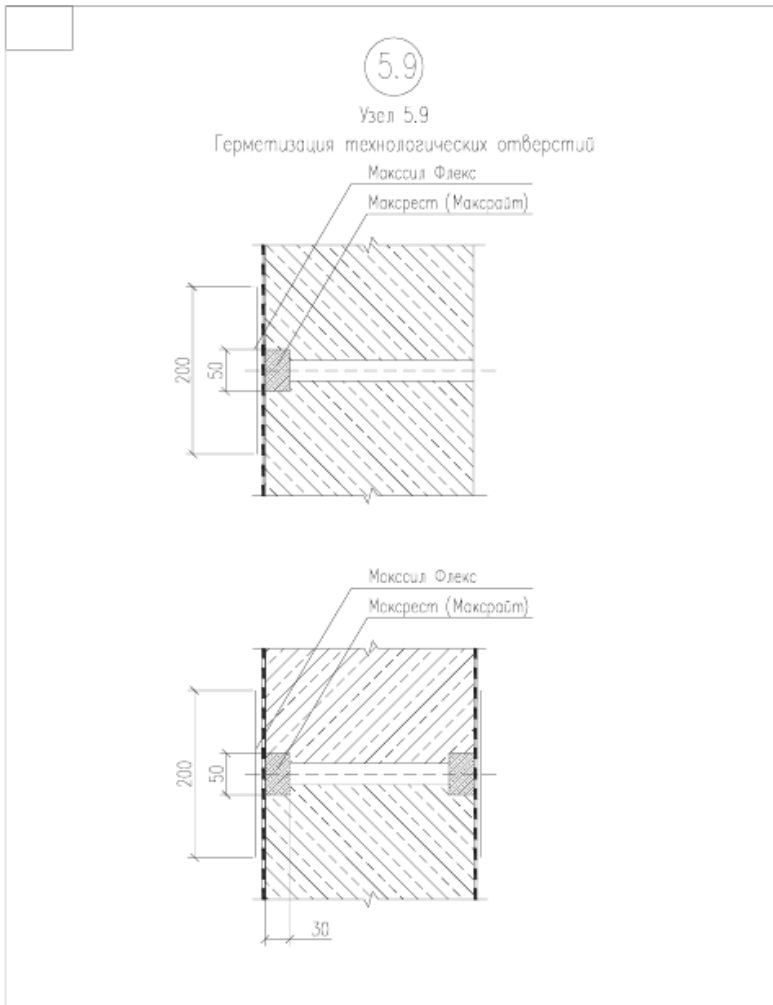 5.9
Узел 5.9
Герметизация технологических отверстий
Макссил Флекс
Максрест (Максрайт)
200
50
Макссил Флекс
Максрест (Максрайт)
200
50
30